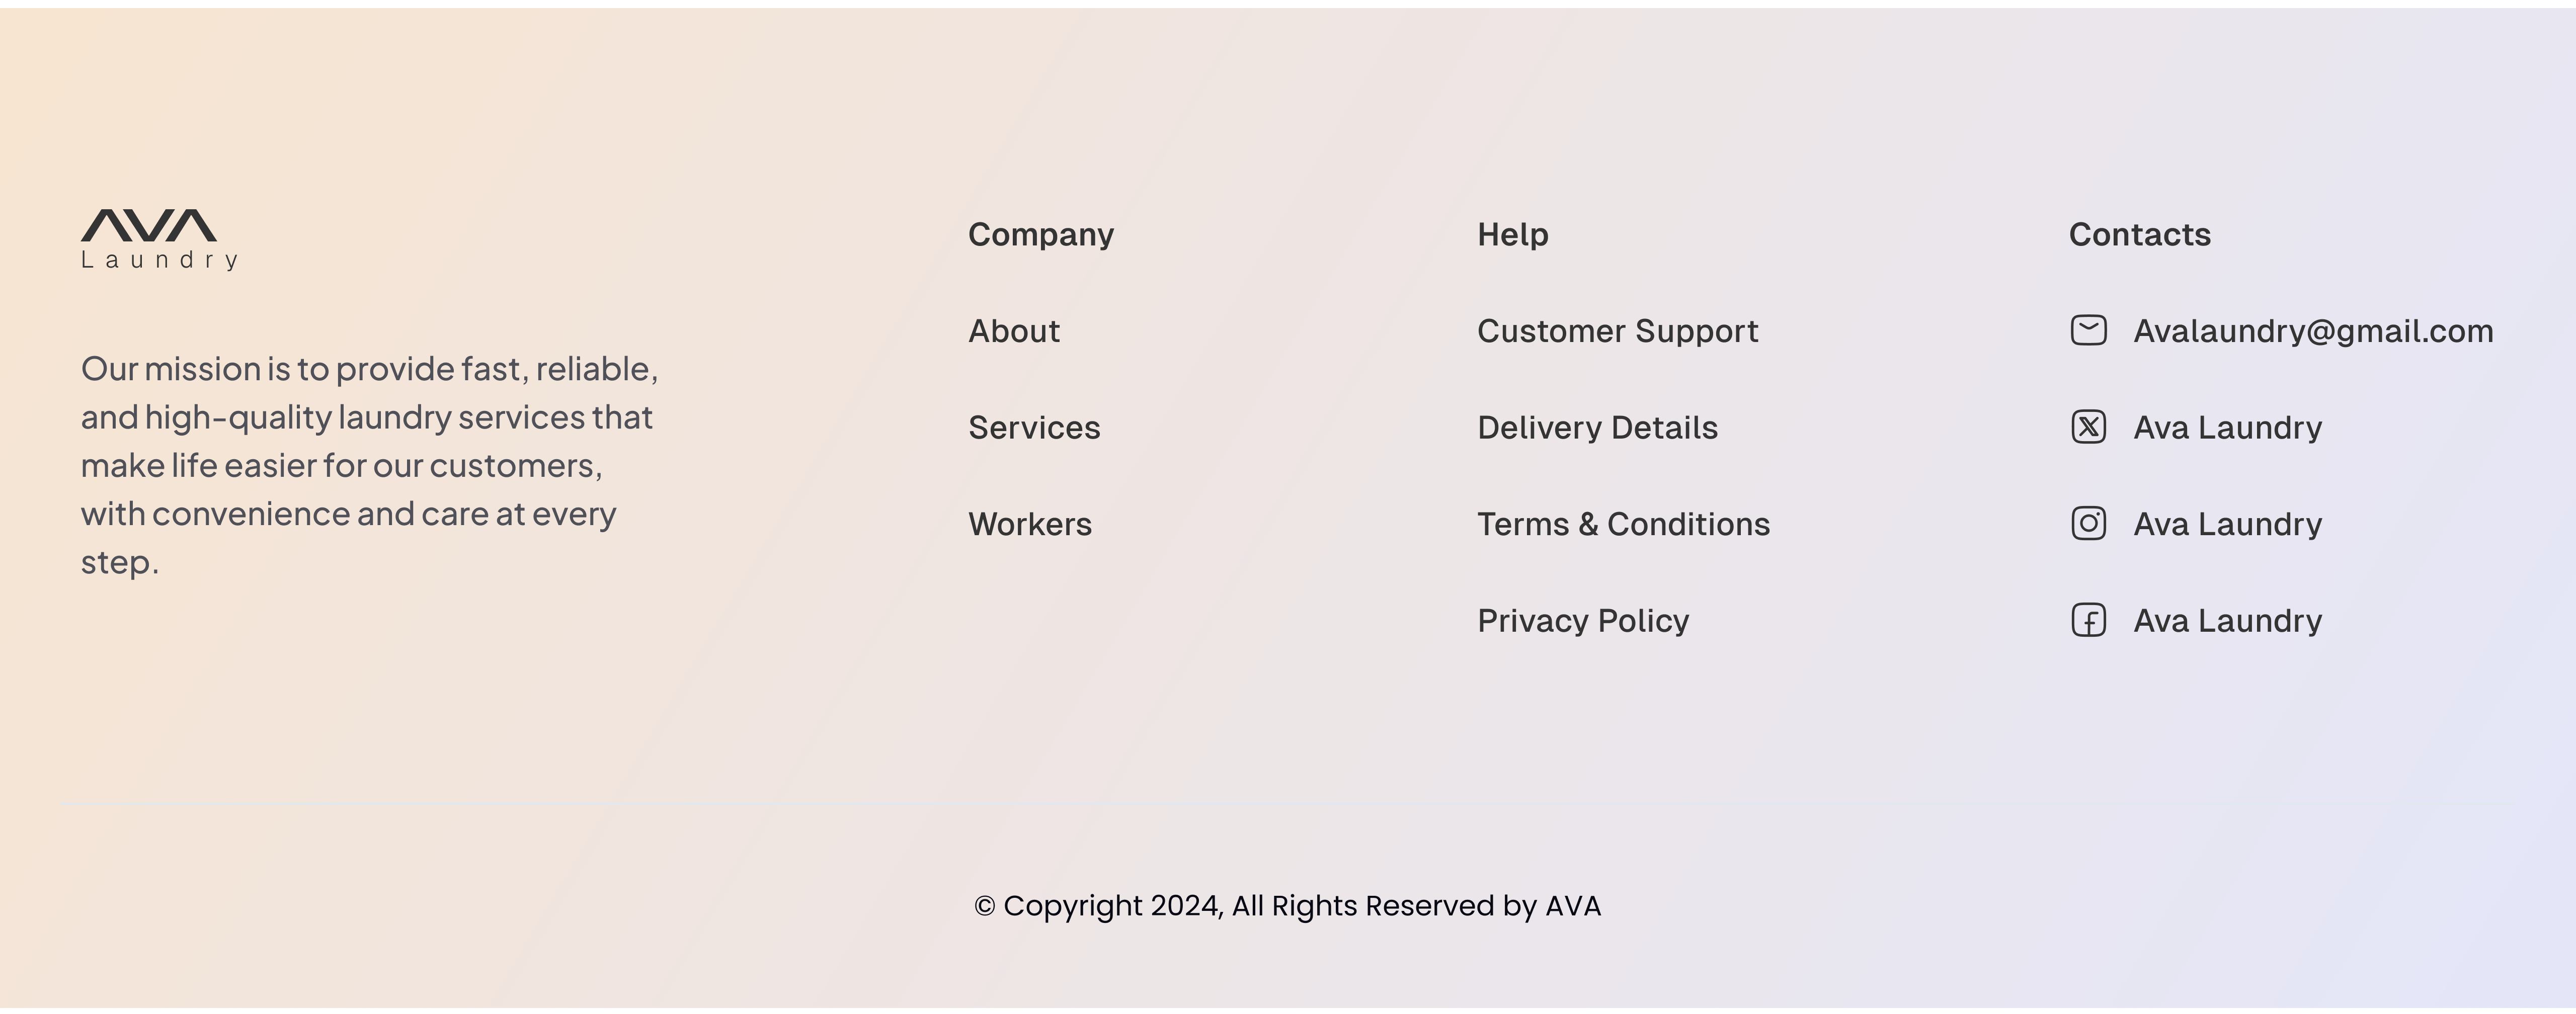 AVA
Laundry
Our mission is to provide fast, reliable,
and high-quality laundry services that
make life easier for our customers,
with convenience and care at every
step.
Company
About
Services
Workers
Help
Customer Support
Delivery Details
Terms & Conditions
Privacy Policy
Contacts
Avalaundry@gmail.com
Ava Laundry
Ava Laundry
Ava Laundry
© Copyright 2024, All Rights Reserved by AVA